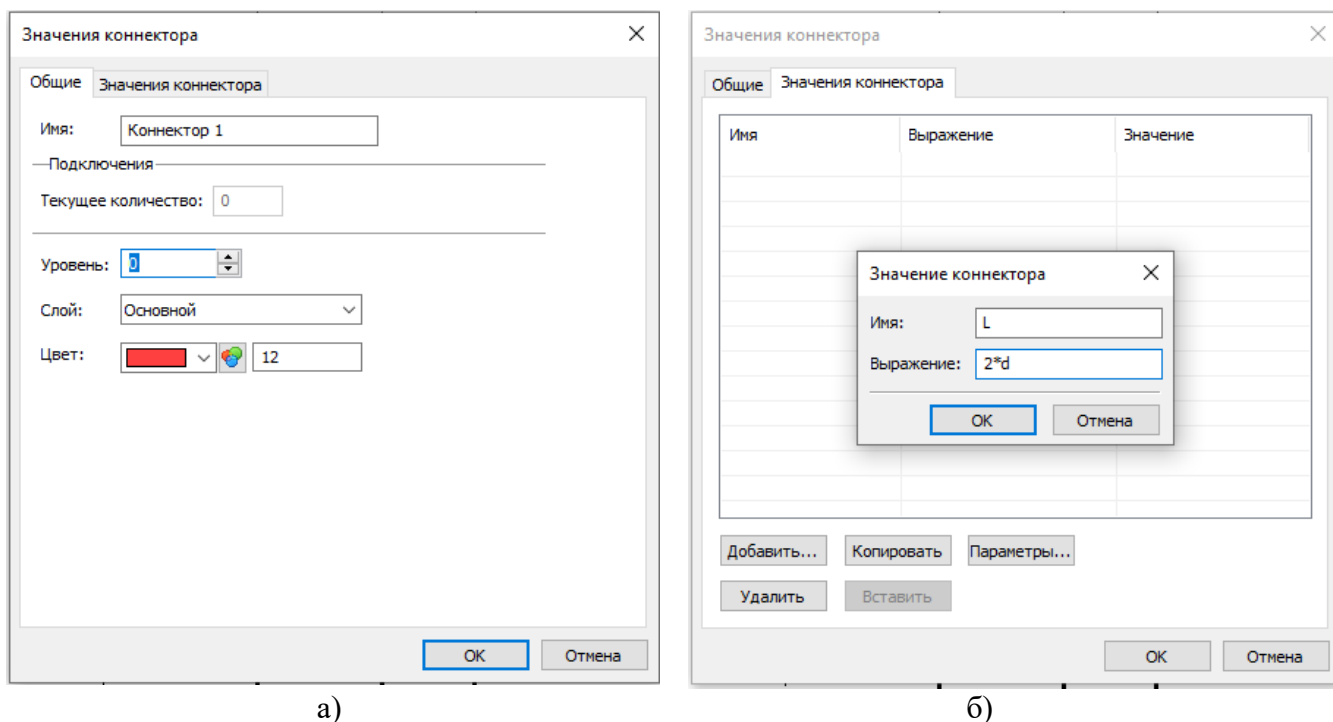 Значения коннектора
Общие Значения коннектора
Имя: Коннектор 1
Подключения
Текущее количество: 0
Уровень: 0
Слой: Основной
Цвет: 12
OK Отмена
а)
Значения коннектора
Общие Значения коннектора
Имя Выражение Значение
Значение коннектора
Имя: L
Выражение: 2*d
OK Отмена
Добавить... Копировать Параметры...
Удалить Вставить
OK Отмена
б)